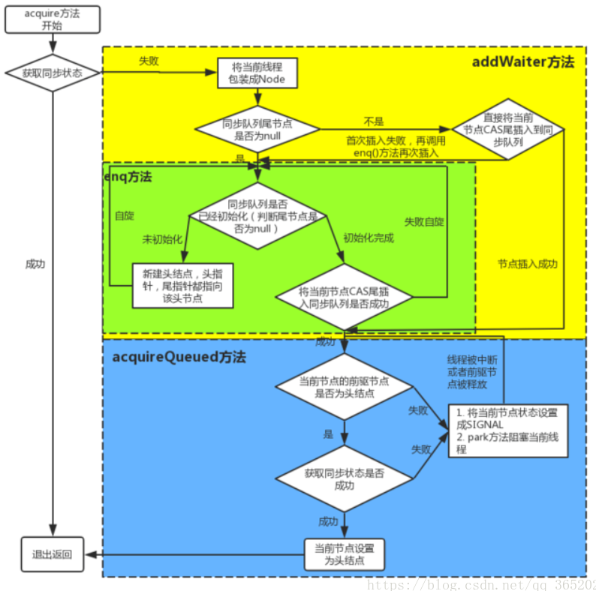 acquire方法
开始
addWaiter方法
失败
获取同步状态
将当前线程
包装成Node
同步队列尾节点
是否为null
不是
直接将当前
节点CAS尾插入到同
步队列
首次插入失败，再调用
enq()方法再次插入
是
enq方法
自旋
同步队列是否
已经初始化（判断尾节点是
否为null）
失败自旋
未初始化
初始化完成
成功
新建头结点，头指
针，尾指针都指向
该头节点
将当前节点CAS尾插
入同步队列是否成功
节点插入成功
成功
acquireQueued方法
线程被中断
或者前驱节
点被释放
当前节点的前驱节点
是否为头结点
失败
1. 将当前节点状态设置
成SIGNAL
2. park方法阻塞当前线
程
是
失败
获取同步状态是否
成功
成功
退出返回
当前节点设置
为头结点
https://blog.csdn.net/qq_365202